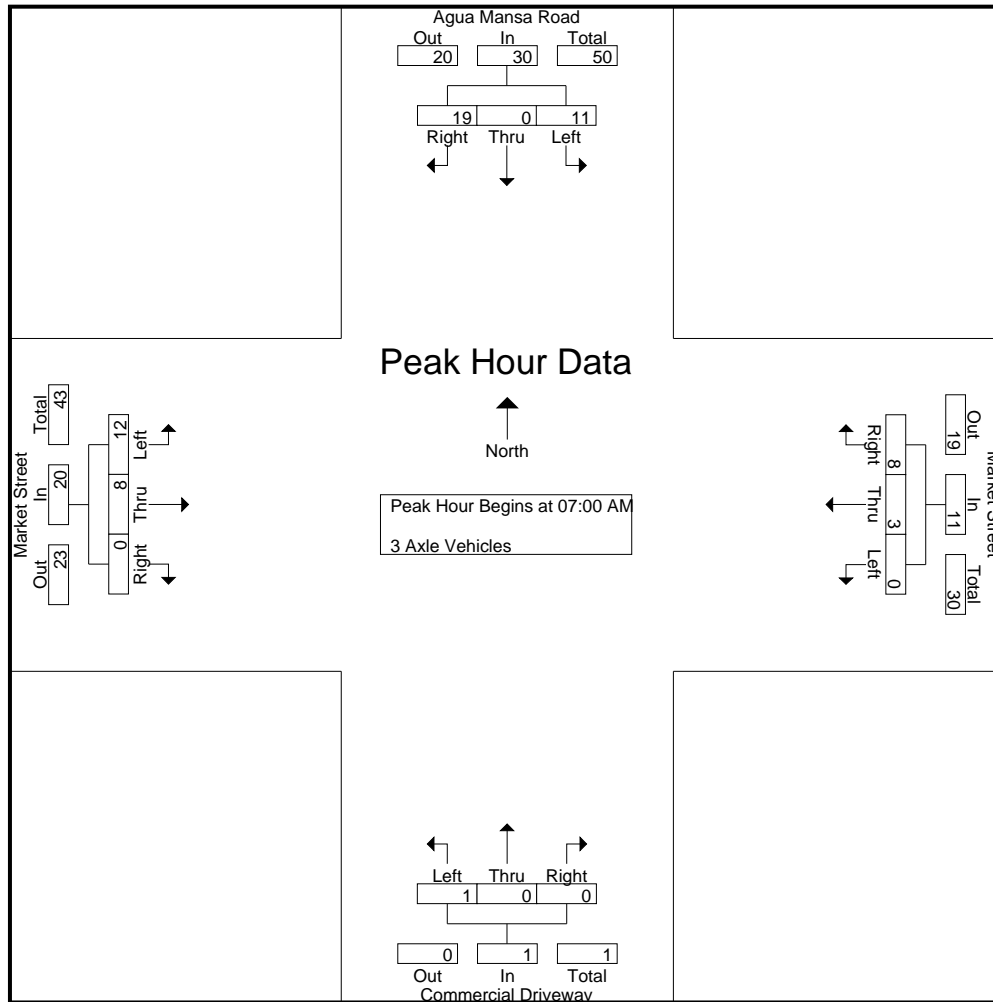 Agua Mansa Road
Out In Total
20 30 50
19 0 11
Right Thru Left
Peak Hour Data
North
Peak Hour Begins at 07:00 AM
3 Axle Vehicles
Market Street
Out In Total
23 20 43
Left Thru Right
12 8 0
Market Street
Out In Total
19 11 30
Right Thru Left
8 3 0
Left Thru Right
1 0 0
0 1 1
Out In Total
Commercial Driveway